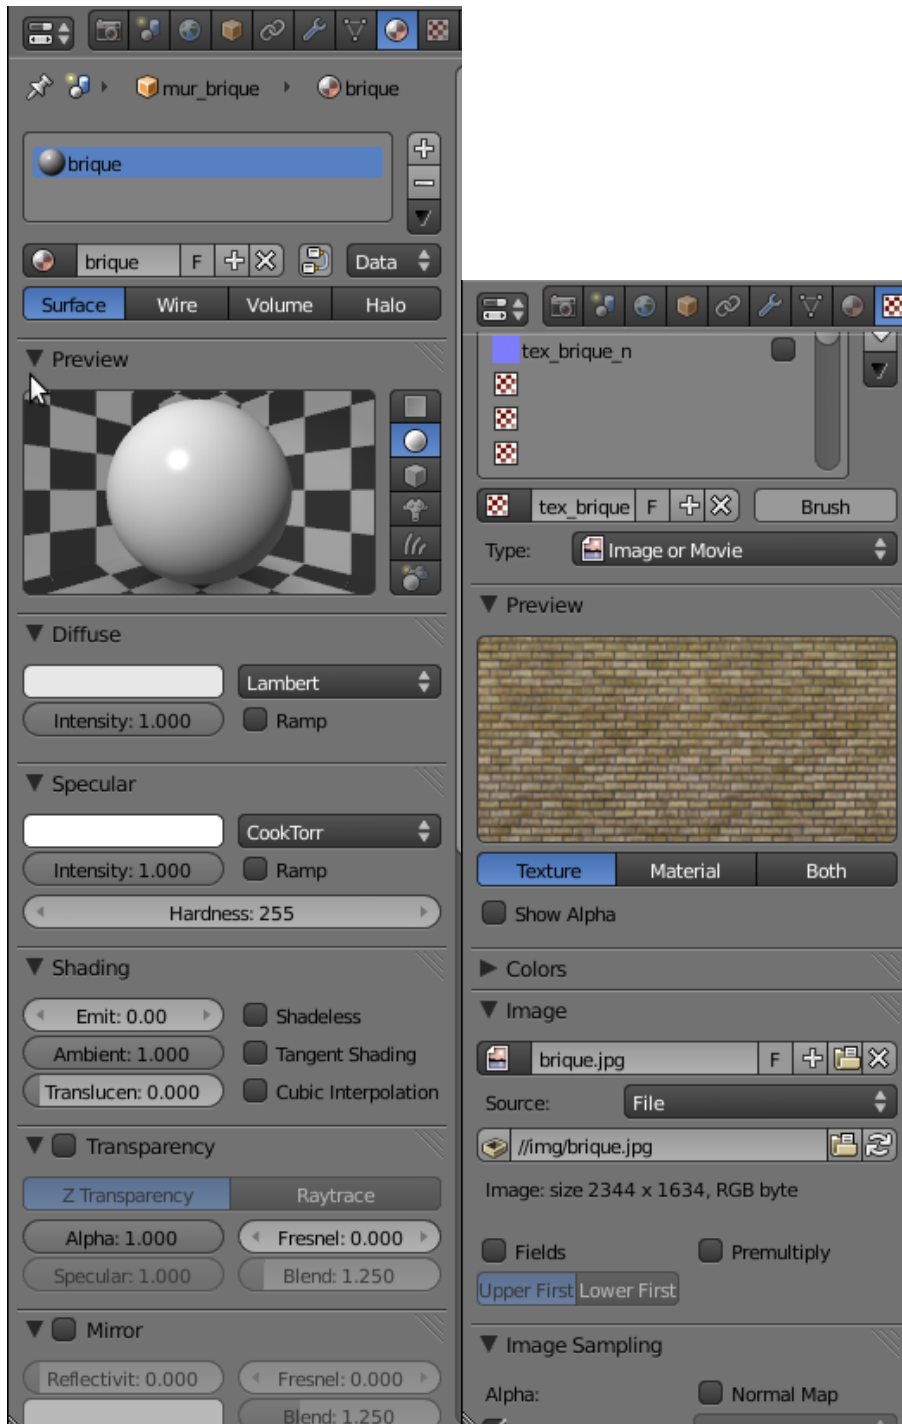 mur_brique brique
brique
brique F Data
Surface Wire Volume Halo
Preview
Diffuse
Lambert
Intensity: 1.000 Ramp
Specular
CookTorr
Intensity: 1.000 Ramp
Hardness: 255
Shading
Emit: 0.00 Shadeless
Ambient: 1.000 Tangent Shading
Translucen: 0.000 Cubic Interpolation
Transparency
Z Transparency Raytrace
Alpha: 1.000 Fresnel: 0.000
Specular: 1.000 Blend: 1.250
Mirror
Reflectivit: 0.000 Fresnel: 0.000
Blend: 1.250
tex_brique_n
tex_brique F Brush
Type: Image or Movie
Preview
Texture Material Both
Show Alpha
Colors
Image
brique.jpg F
Source: File
//img/brique.jpg
Image: size 2344 x 1634, RGB byte
Fields Premultiply
Upper First Lower First
Image Sampling
Alpha: Normal Map